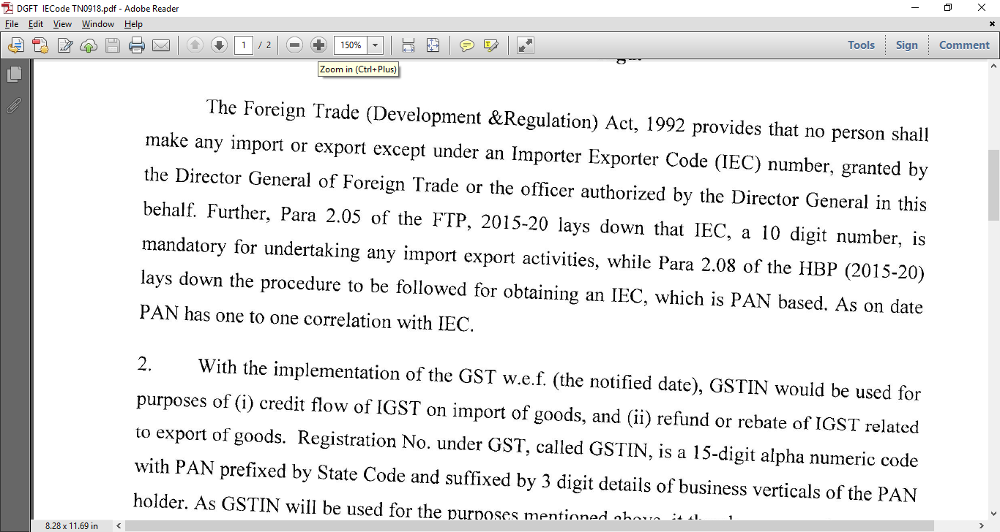 DGFT IECode TN0918.pdf - Adobe Reader
File Edit View Window Help
1 / 2 150% Tools Sign Comment
Zoom in (Ctrl+Plus)
The Foreign Trade (Development &Regulation) Act, 1992 provides that no person shall
make any import or export except under an Importer Exporter Code (IEC) number, granted by
the Director General of Foreign Trade or the officer authorized by the Director General in this
behalf. Further, Para 2.05 of the FTP, 2015-20 lays down that IEC, a 10 digit number, is
mandatory for undertaking any import export activities, while Para 2.08 of the HBP (2015-20)
lays down the procedure to be followed for obtaining an IEC, which is PAN based. As on date
PAN has one to one correlation with IEC.
2. With the implementation of the GST w.e.f. (the notified date), GSTIN would be used for
purposes of (i) credit flow of IGST on import of goods, and (ii) refund or rebate of IGST related
to export of goods. Registration No. under GST, called GSTIN, is a 15-digit alpha numeric code
with PAN prefixed by State Code and suffixed by 3 digit details of business verticals of the PAN
holder. As GSTIN will be used for the purposes mentioned above, it
8.28 x 11.69 in